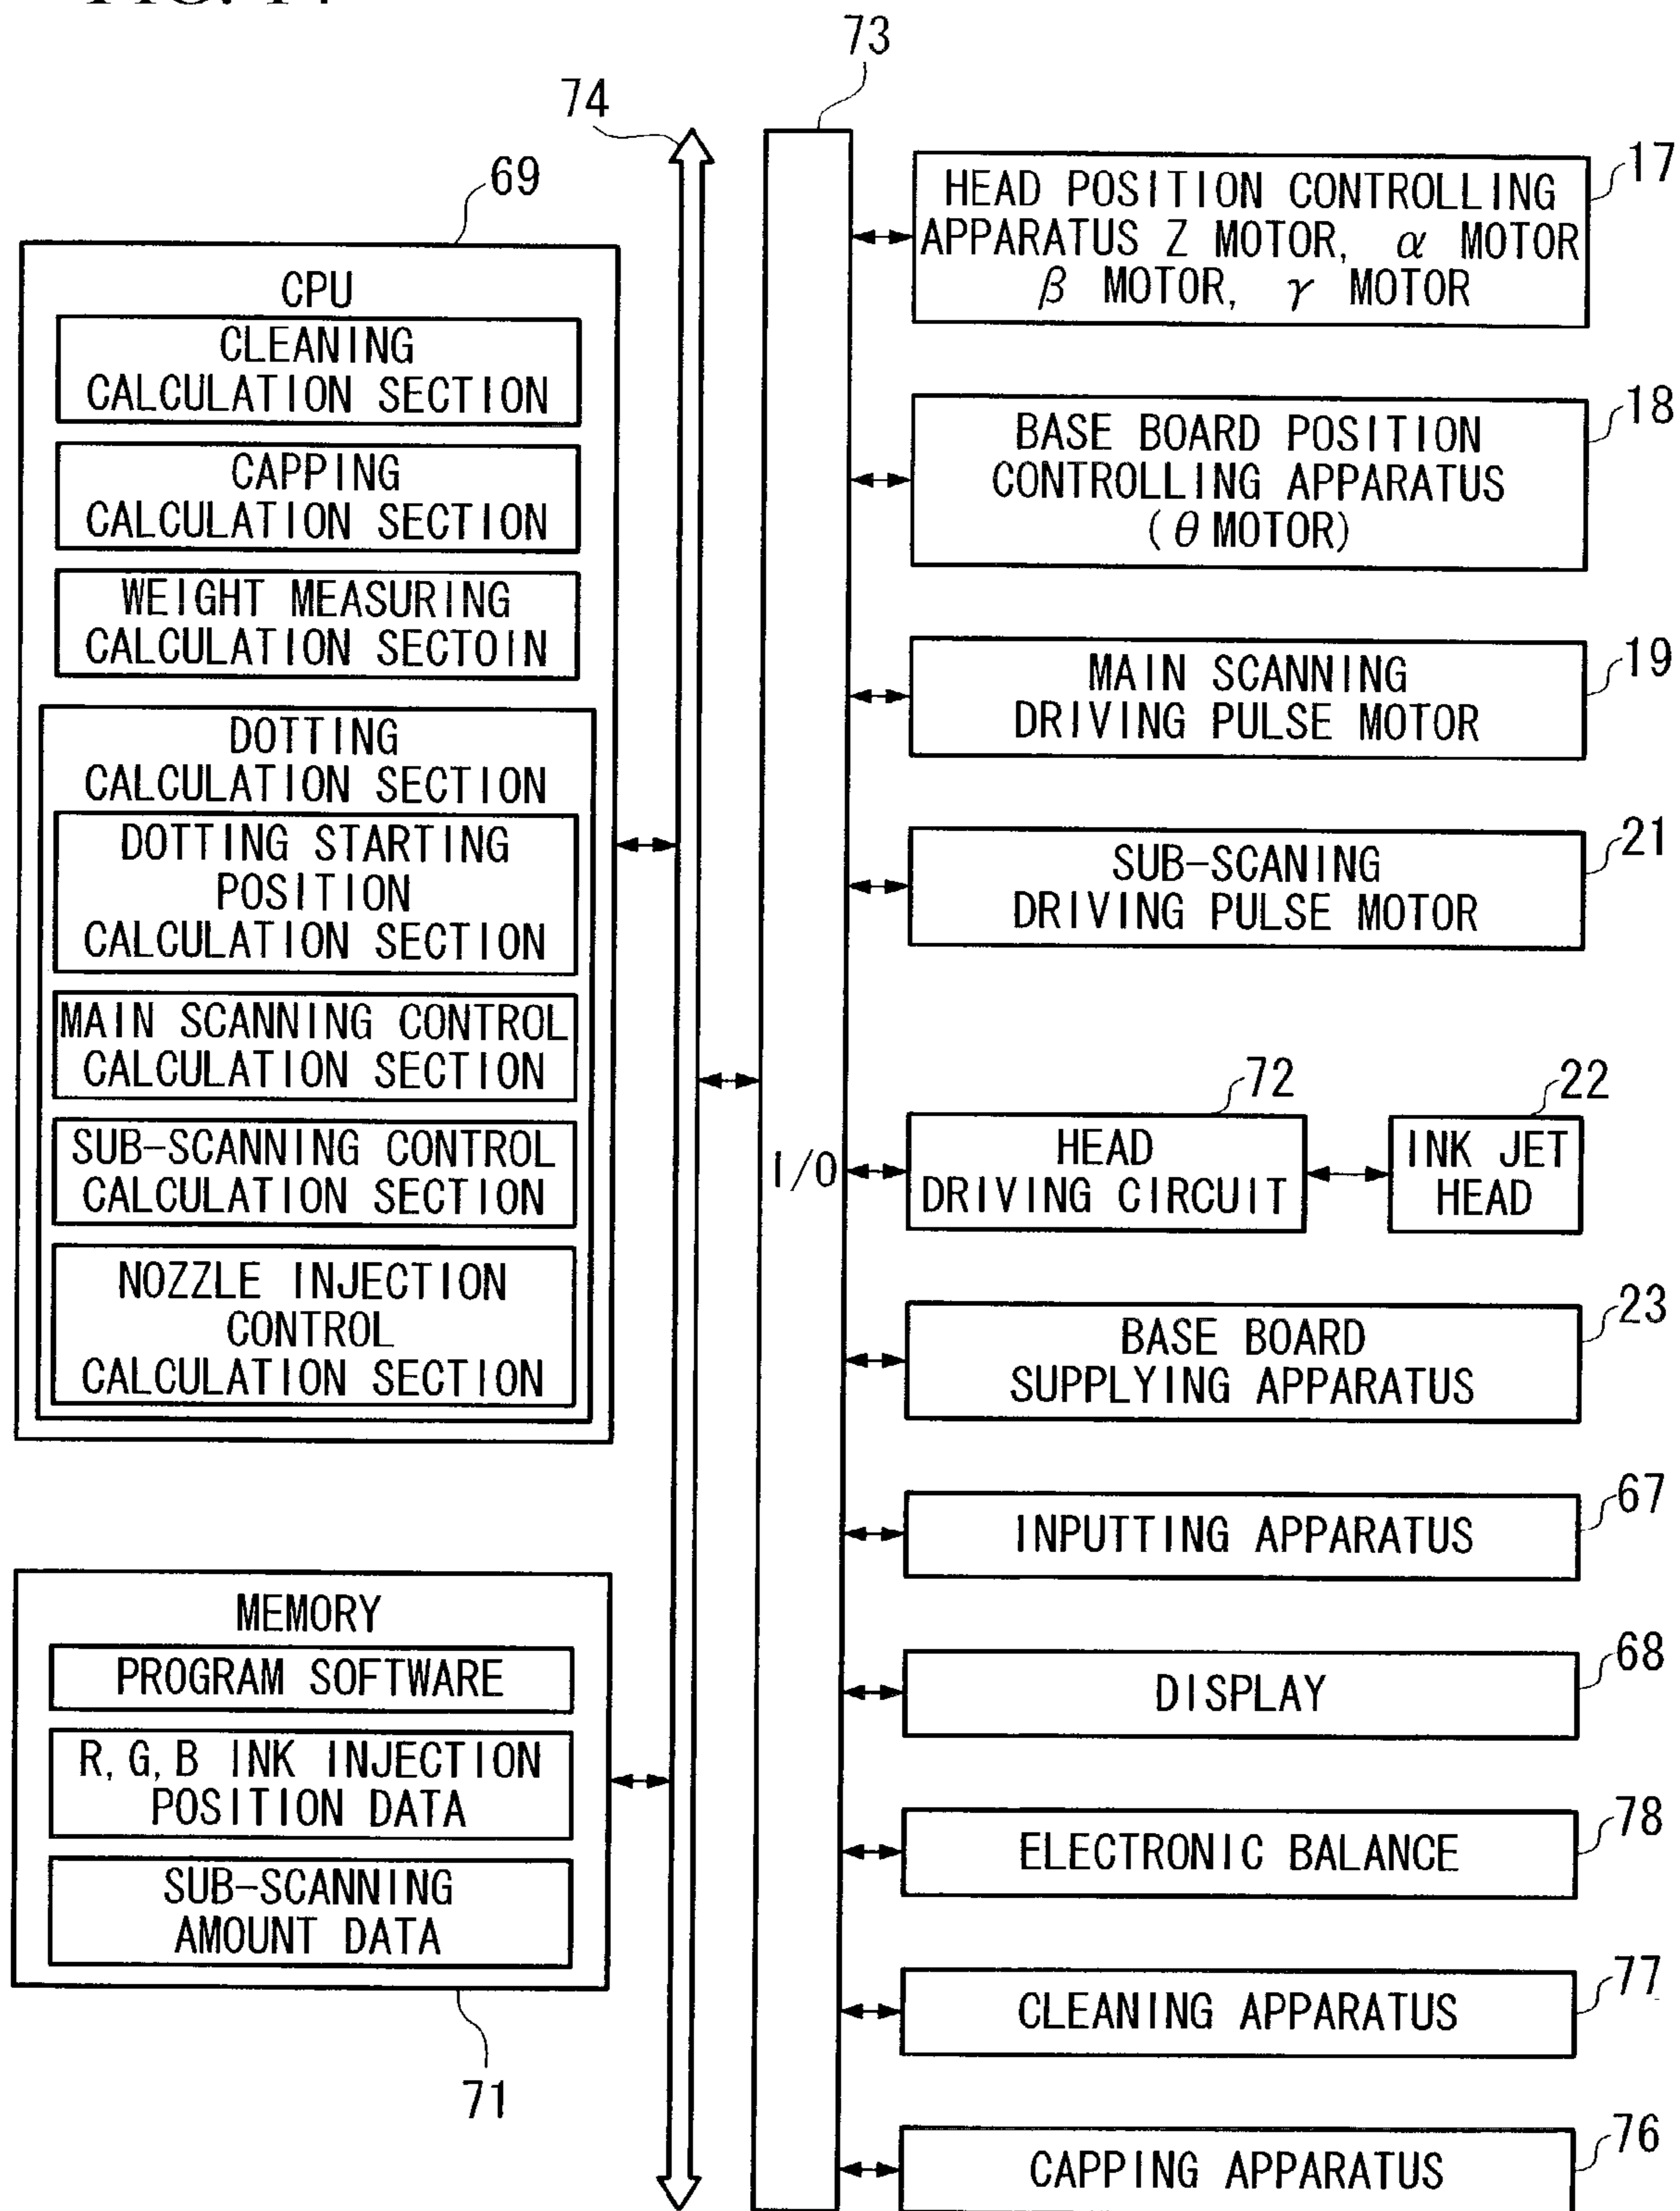 73
74
69
CPU
CLEANING
CALCULATION SECTION
CAPPING
CALCULATION SECTION
WEIGHT MEASURING
CALCULATION SECTOIN
DOTTING
CALCULATION SECTION
DOTTING STARTING
POSITION
CALCULATION SECTION
MAIN SCANNING CONTROL
CALCULATION SECTION
SUB-SCANNING CONTROL
CALCULATION SECTION
NOZZLE INJECTION
CONTROL
CALCULATION SECTION
MEMORY
PROGRAM SOFTWARE
R, G, B INK INJECTION
POSITION DATA
SUB-SCANNING
AMOUNT DATA
71
I/O
17
HEAD POSITION CONTROLLING
APPARATUS Z MOTOR, α MOTOR
β MOTOR, γ MOTOR
18
BASE BOARD POSITION
CONTROLLING APPARATUS
(θ MOTOR)
19
MAIN SCANNING
DRIVING PULSE MOTOR
21
SUB-SCANING
DRIVING PULSE MOTOR
72
HEAD
DRIVING CIRCUIT
22
INK JET
HEAD
23
BASE BOARD
SUPPLYING APPARATUS
67
INPUTTING APPARATUS
68
DISPLAY
78
ELECTRONIC BALANCE
77
CLEANING APPARATUS
76
CAPPING APPARATUS